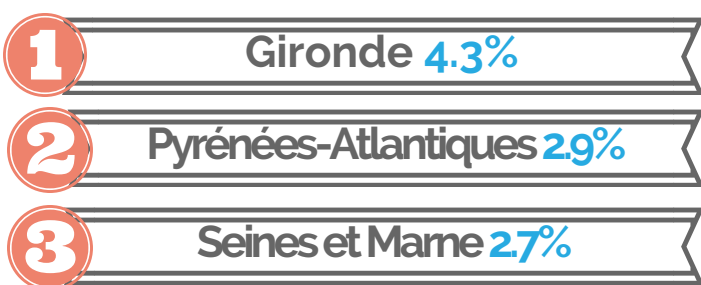 1 Gironde 4.3%
2 Pyrénées-Atlantiques 2.9%
3 Seines et Marne 2.7%